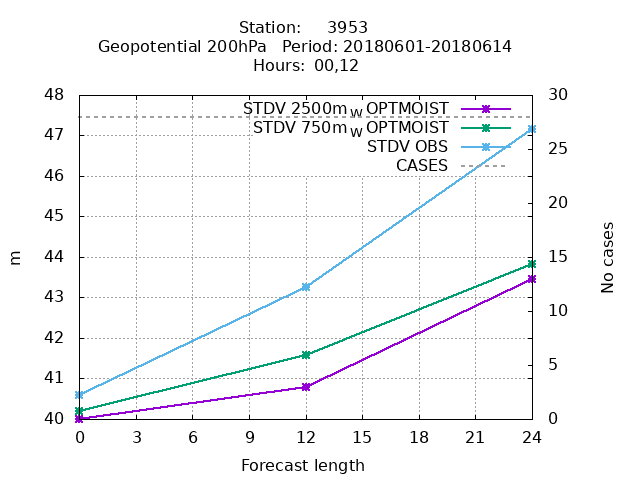 Station: 3953
Geopotential 200hPa Period: 20180601-20180614
Hours: 00,12
48 30
STDV 2500m W OPTMOIST
STDV 750m W OPTMOIST
47
STDV OBS
25
CASES
46
20
45
44 15
m
No cases
43
10
42
5
41
40 0
0 3 6 9 12 15 18 21 24
Forecast length